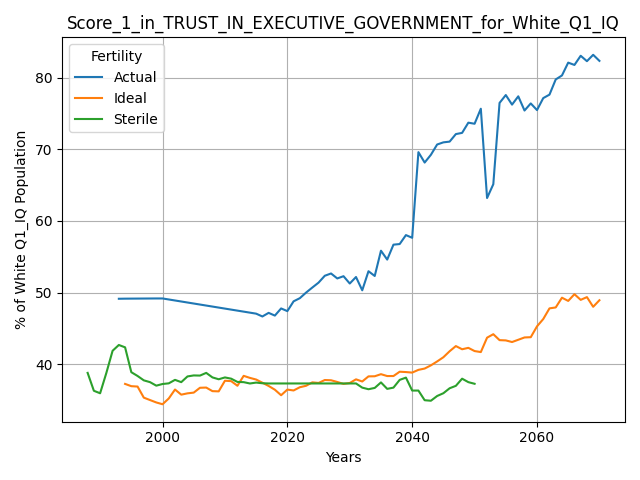 Score_1_in_TRUST_IN_EXECUTIVE_GOVERNMENT_for_White_Q1_IQ
Fertility
Actual
Ideal
Sterile
% of White Q1_IQ Population
80
70
60
50
40
2000
2020
2040
2060
Years